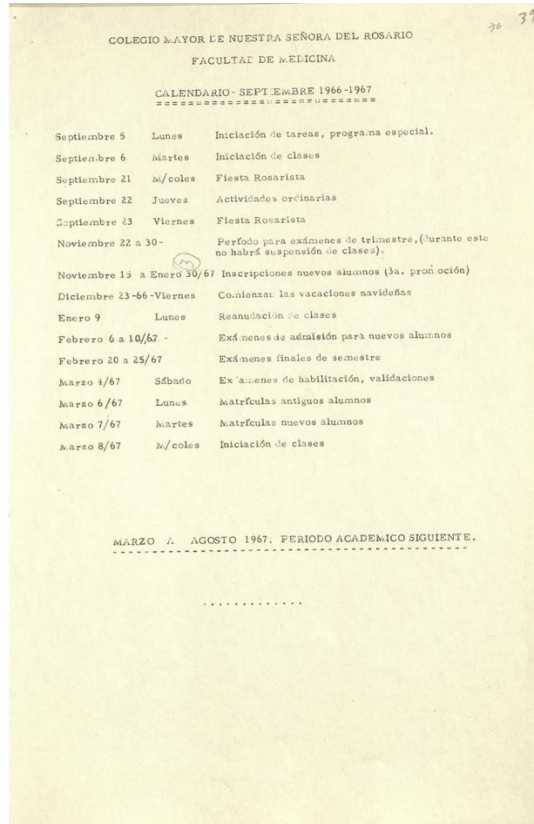 38 39
COLEGIO MAYOR DE NUESTRA SEÑORA DEL ROSARIO
FACULTAD DE MEDICINA
CALENDARIO- SEPTIEMBRE 1966-1967
============================
Septiembre 5 Lunes Iniciación de tareas, programa especial.
Septiembre 6 Martes Iniciación de clases
Septiembre 21 M/coles Fiesta Rosarista
Septiembre 22 Jueves Actividades ordinarias
Septiembre 23 Viernes Fiesta Rosarista
Noviembre 22 a 30- Período para exámenes de trimestre,(durante este
no habrá suspensión de clases).
Noviembre 15 a Enero 30/67 Inscripciones nuevos alumnos (3a. promoción)
Diciembre 23-66-Viernes Comienzan las vacaciones navideñas
Enero 9 Lunes Reanudación de clases
Febrero 6 a 10/67 - Exámenes de admisión para nuevos alumnos
Febrero 20 a 25/67 Exámenes finales de semestre
Marzo 4/67 Sábado Ex'amenes de habilitación, validaciones
Marzo 6/67 Lunes Matrículas antiguos alumnos
Marzo 7/67 Martes Matrículas nuevos alumnos
Marzo 8/67 M/coles Iniciación de clases
MARZO A AGOSTO 1967. PERIODO ACADEMICO SIGUIENTE.
. . . . . . . . . . . . .